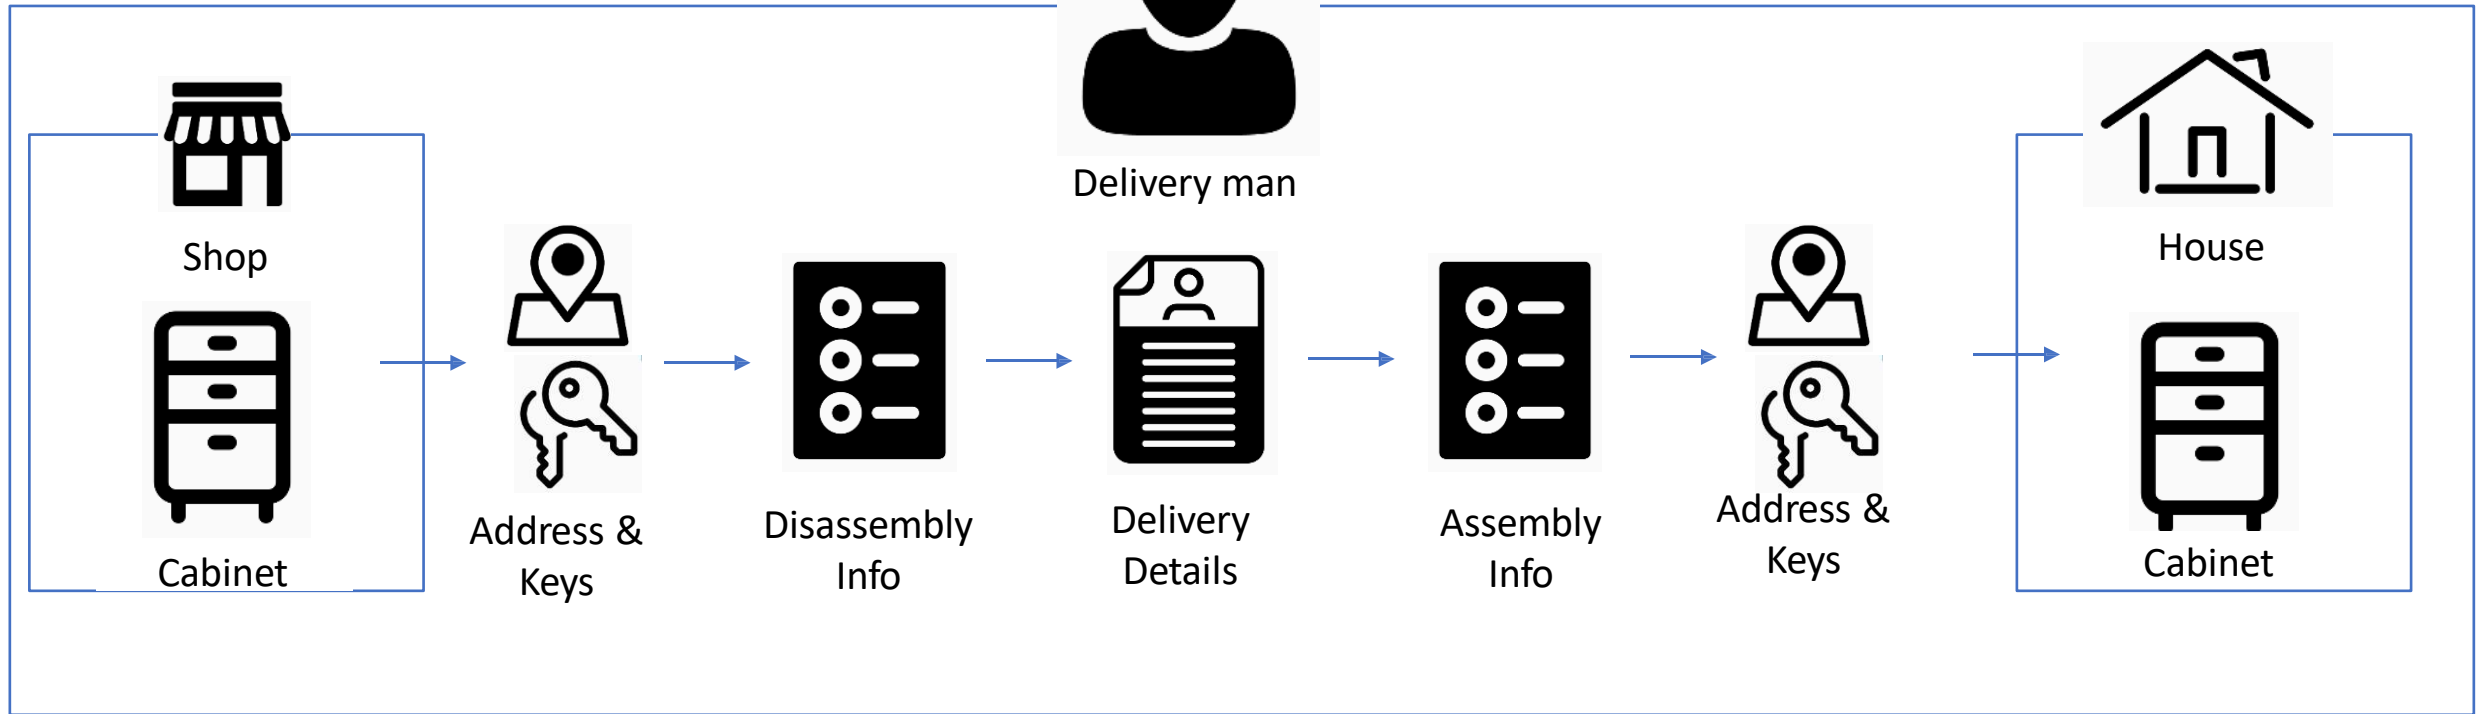 Delivery man
Shop
Cabinet
Address &
Keys
Disassembly
Info
Delivery
Details
Assembly
Info
Address &
Keys
House
Cabinet